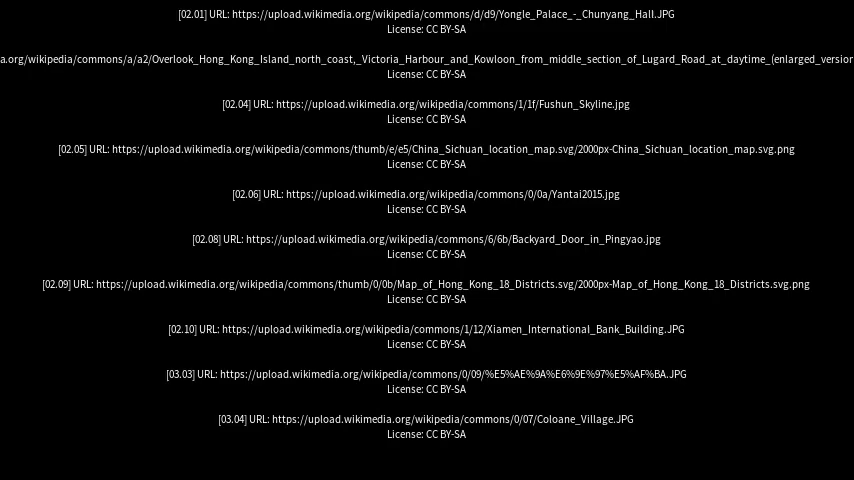 [02.01] URL: https://upload.wikimedia.org/wikipedia/commons/d/d9/Yongle_Palace_-_Chunyang_Hall.JPG
License: CC BY-SA
a.org/wikipedia/commons/a/a2/Overlook_Hong_Kong_Island_north_coast,_Victoria_Harbour_and_Kowloon_from_middle_section_of_Lugard_Road_at_daytime_(enlarged_version
License: CC BY-SA
[02.04] URL: https://upload.wikimedia.org/wikipedia/commons/1/1f/Fushun_Skyline.jpg
License: CC BY-SA
[02.05] URL: https://upload.wikimedia.org/wikipedia/commons/thumb/e/e5/China_Sichuan_location_map.svg/2000px-China_Sichuan_location_map.svg.png
License: CC BY-SA
[02.06] URL: https://upload.wikimedia.org/wikipedia/commons/0/0a/Yantai2015.jpg
License: CC BY-SA
[02.08] URL: https://upload.wikimedia.org/wikipedia/commons/6/6b/Backyard_Door_in_Pingyao.jpg
License: CC BY-SA
[02.09] URL: https://upload.wikimedia.org/wikipedia/commons/thumb/0/0b/Map_of_Hong_Kong_18_Districts.svg/2000px-Map_of_Hong_Kong_18_Districts.svg.png
License: CC BY-SA
[02.10] URL: https://upload.wikimedia.org/wikipedia/commons/1/12/Xiamen_International_Bank_Building.JPG
License: CC BY-SA
[03.03] URL: https://upload.wikimedia.org/wikipedia/commons/0/09/%E5%AE%9A%E6%9E%97%E5%AF%BA.JPG
License: CC BY-SA
[03.04] URL: https://upload.wikimedia.org/wikipedia/commons/0/07/Coloane_Village.JPG
License: CC BY-SA